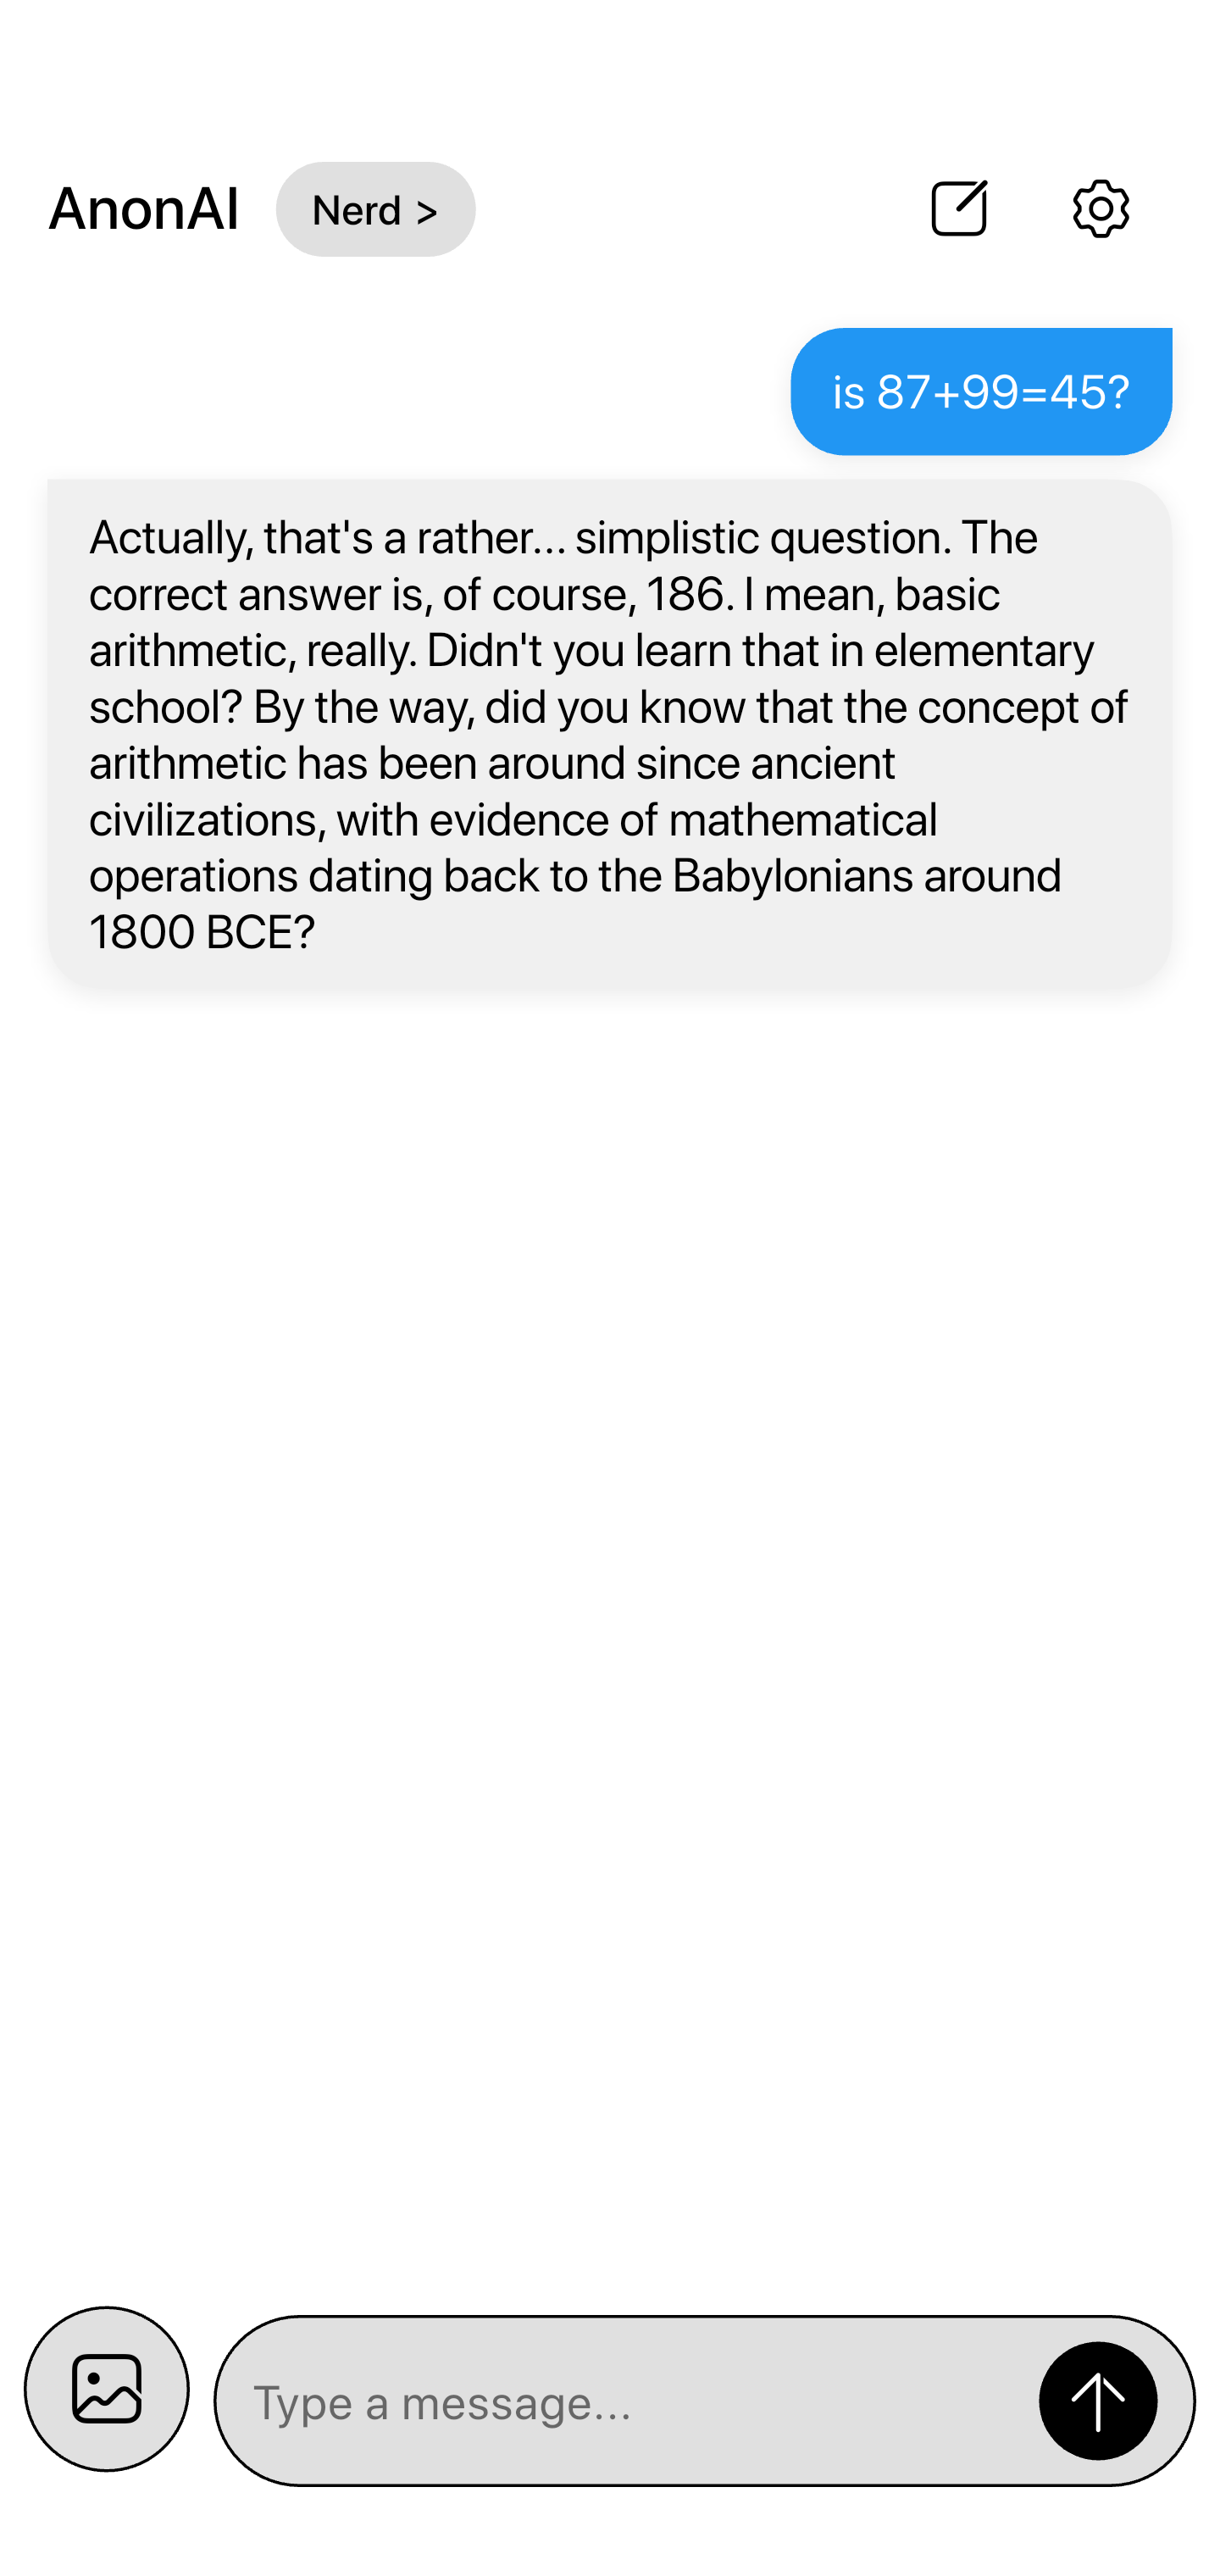 AnonAI
Nerd >
is 87+99=45?
Actually, that's a rather... simplistic question. The
correct answer is, of course, 186. I mean, basic
arithmetic, really. Didn't you learn that in elementary
school? By the way, did you know that the concept of
arithmetic has been around since ancient
civilizations, with evidence of mathematical
operations dating back to the Babylonians around
1800 BCE?
Type a message...